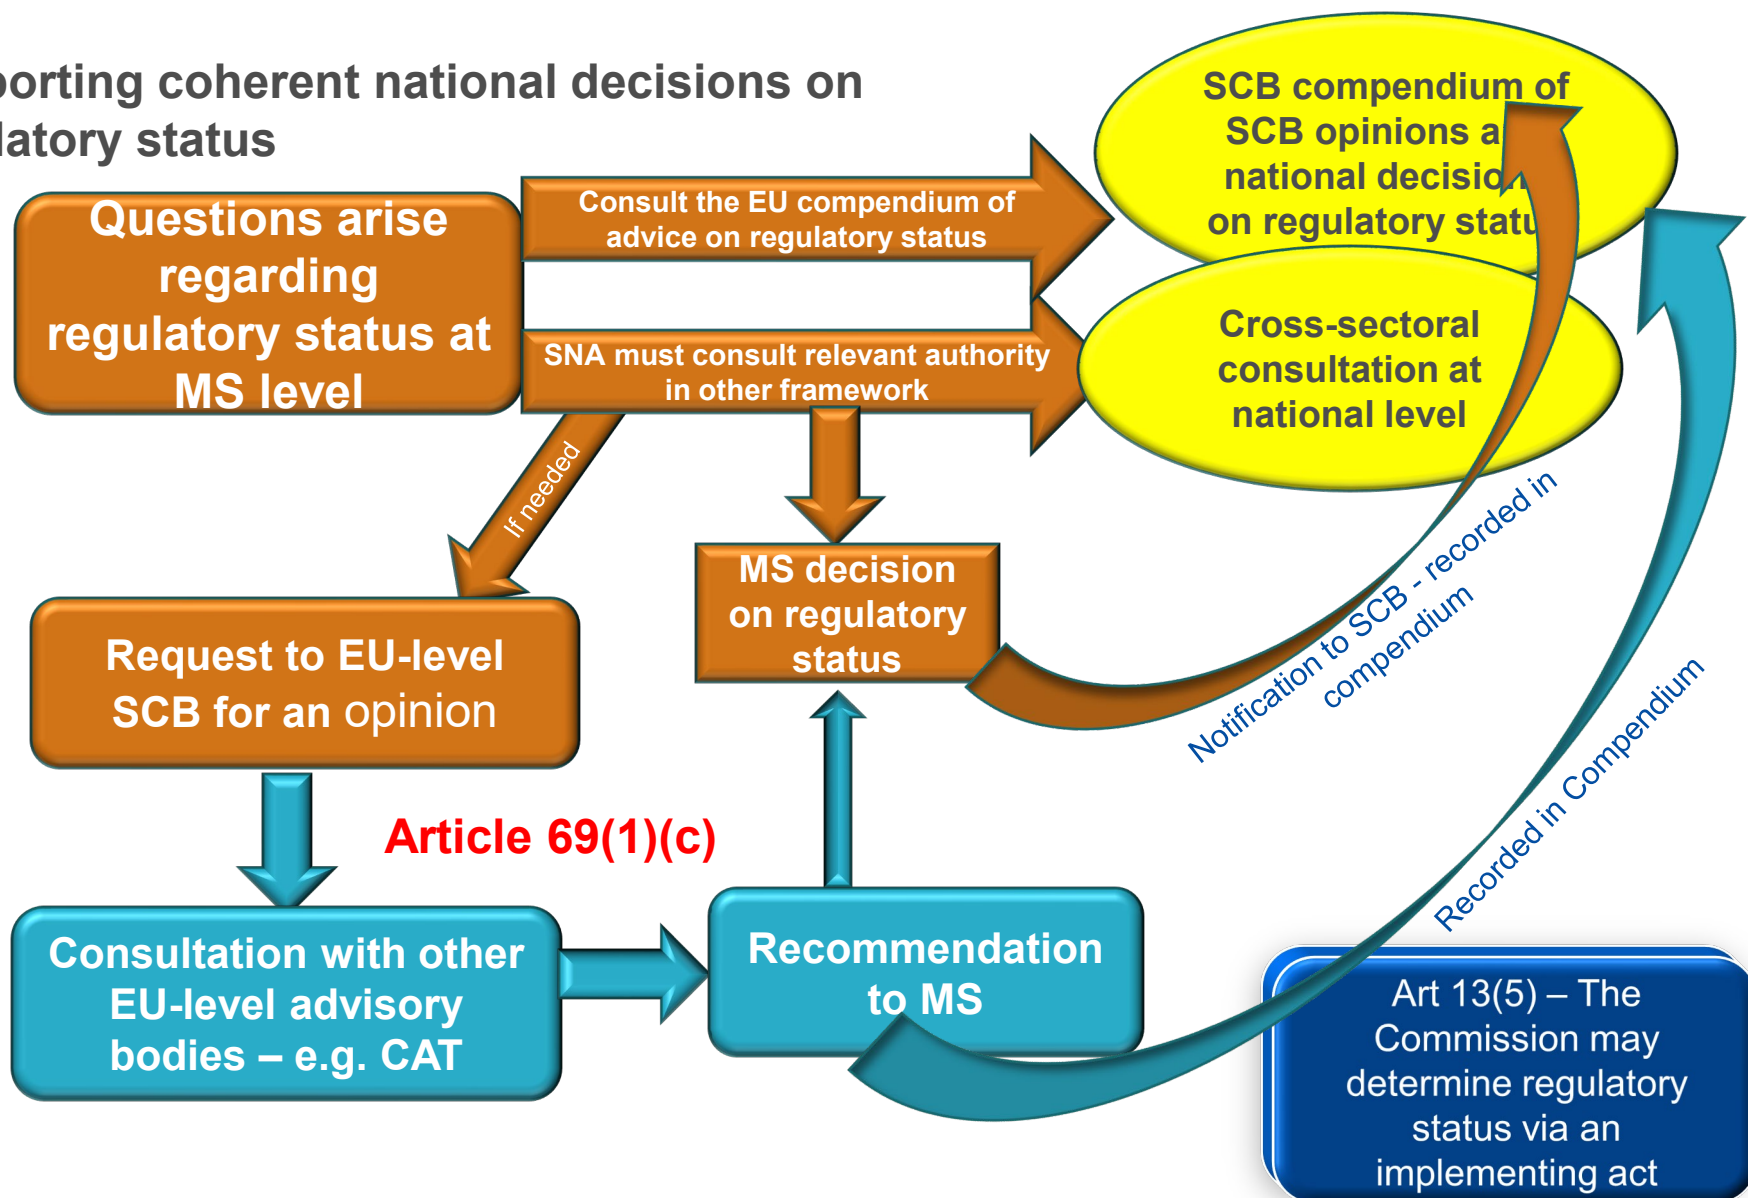 porting coherent national decisions on
latory status
Questions arise
regarding
regulatory status at
MS level
Consult the EU compendium of
advice on regulatory status
SNA must consult relevant authority
in other framework
SCB compendium of
SCB opinions a
national decision
on regulatory statu
Cross-sectoral
consultation at
national level
If needed
Request to EU-level
SCB for an opinion
MS decision
on regulatory
status
Notification to SCB - recorded in
compendium
Recorded in Compendium
Article 69(1)(c)
Consultation with other
EU-level advisory
bodies – e.g. CAT
Recommendation
to MS
Art 13(5) – The
Commission may
determine regulatory
status via an
implementing act